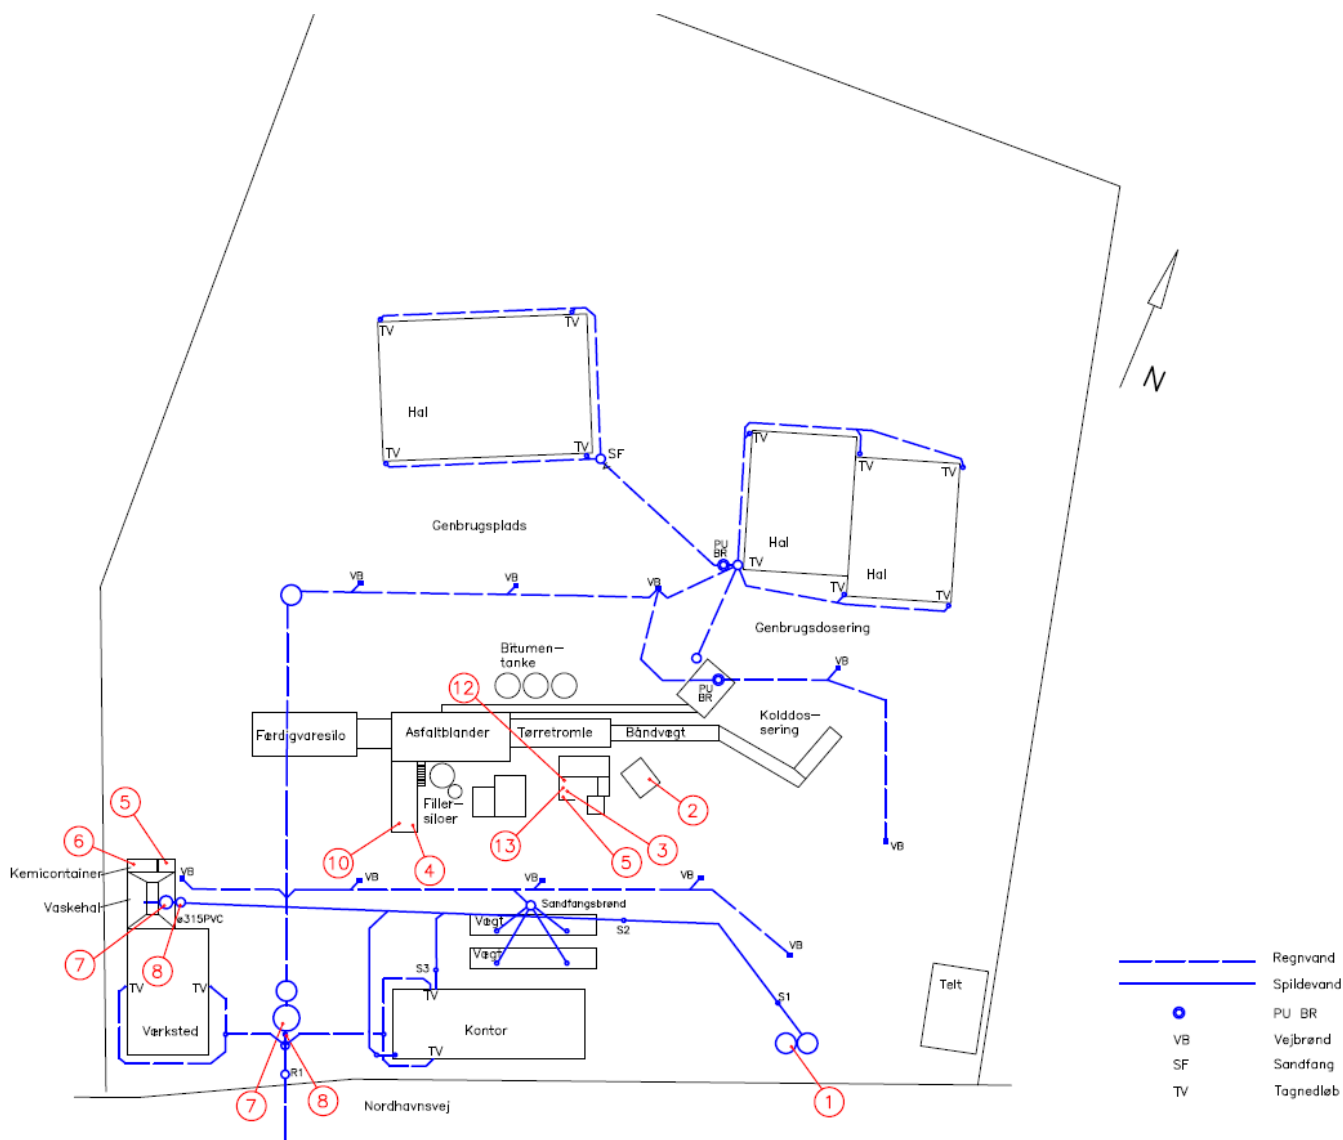 TV
TV
Hal
TV
TV
SF
TV
TV
TV
Hal
Hal
TV
TV
TV
PU
BR
Genbrugsplads
VB
VB
VB
Genbrugsdosering
N
Bitumen-
tanke
VB
PU
BR
12
Kolddos-
sering
Færdigvaresilo
Asfaltblander
Tørretromle
Båndvægt
Filler-
siloer
2
10
4
13
5
3
VB
5
6
Kemicontainer
VB
VB
VB
VB
Vaskehal
ø315PVC
Sandfangsbrønd
Vægt
S2
Vægt
7
8
S3
VB
TV
TV
TV
Værksted
Kontor
TV
S1
Telt
R1
7
8
1
Nordhavnsvej
Regnvand
Spildevand
PU BR
VB Vejbrønd
SF Sandfang
TV Tagnedløb